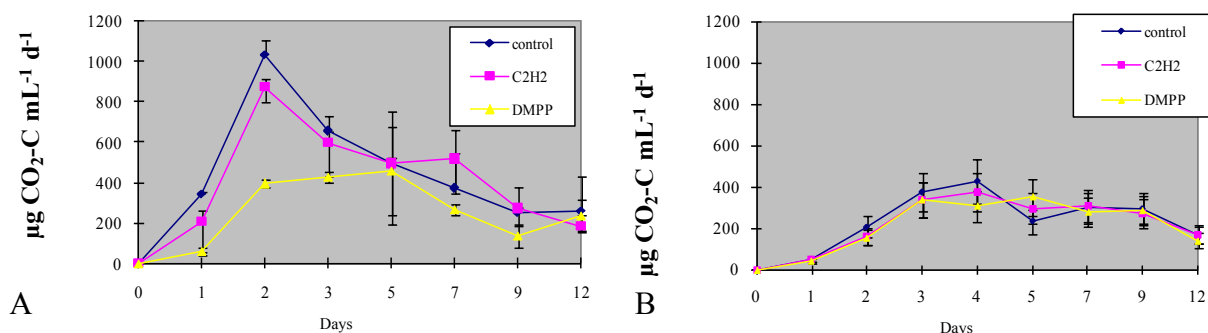 µg CO2-C mL-1 d-1
1200
1000
800
600
400
200
0
0 1 2 3 5 7 9 12
Days
control
C2H2
DMPP
A
µg CO2-C mL-1 d-1
1200
1000
800
600
400
200
0
0 1 2 3 4 5 7 9 12
Days
control
C2H2
DMPP
B